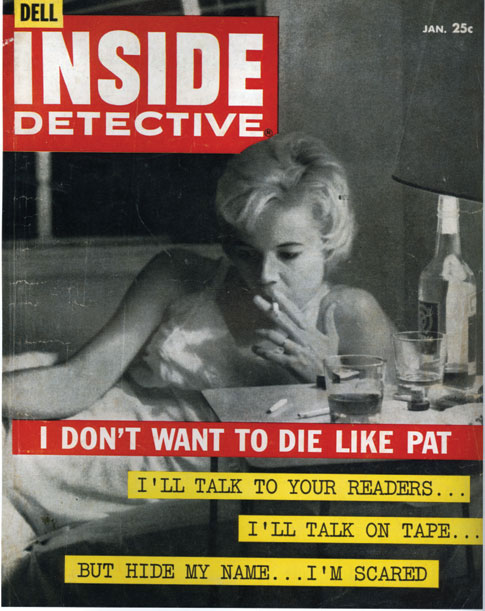 DELL
JAN. 25¢
INSIDE
DETECTIVE®
I DON'T WANT TO DIE LIKE PAT
I'LL TALK TO YOUR READERS...
I'LL TALK ON TAPE...
BUT HIDE MY NAME...I'M SCARED